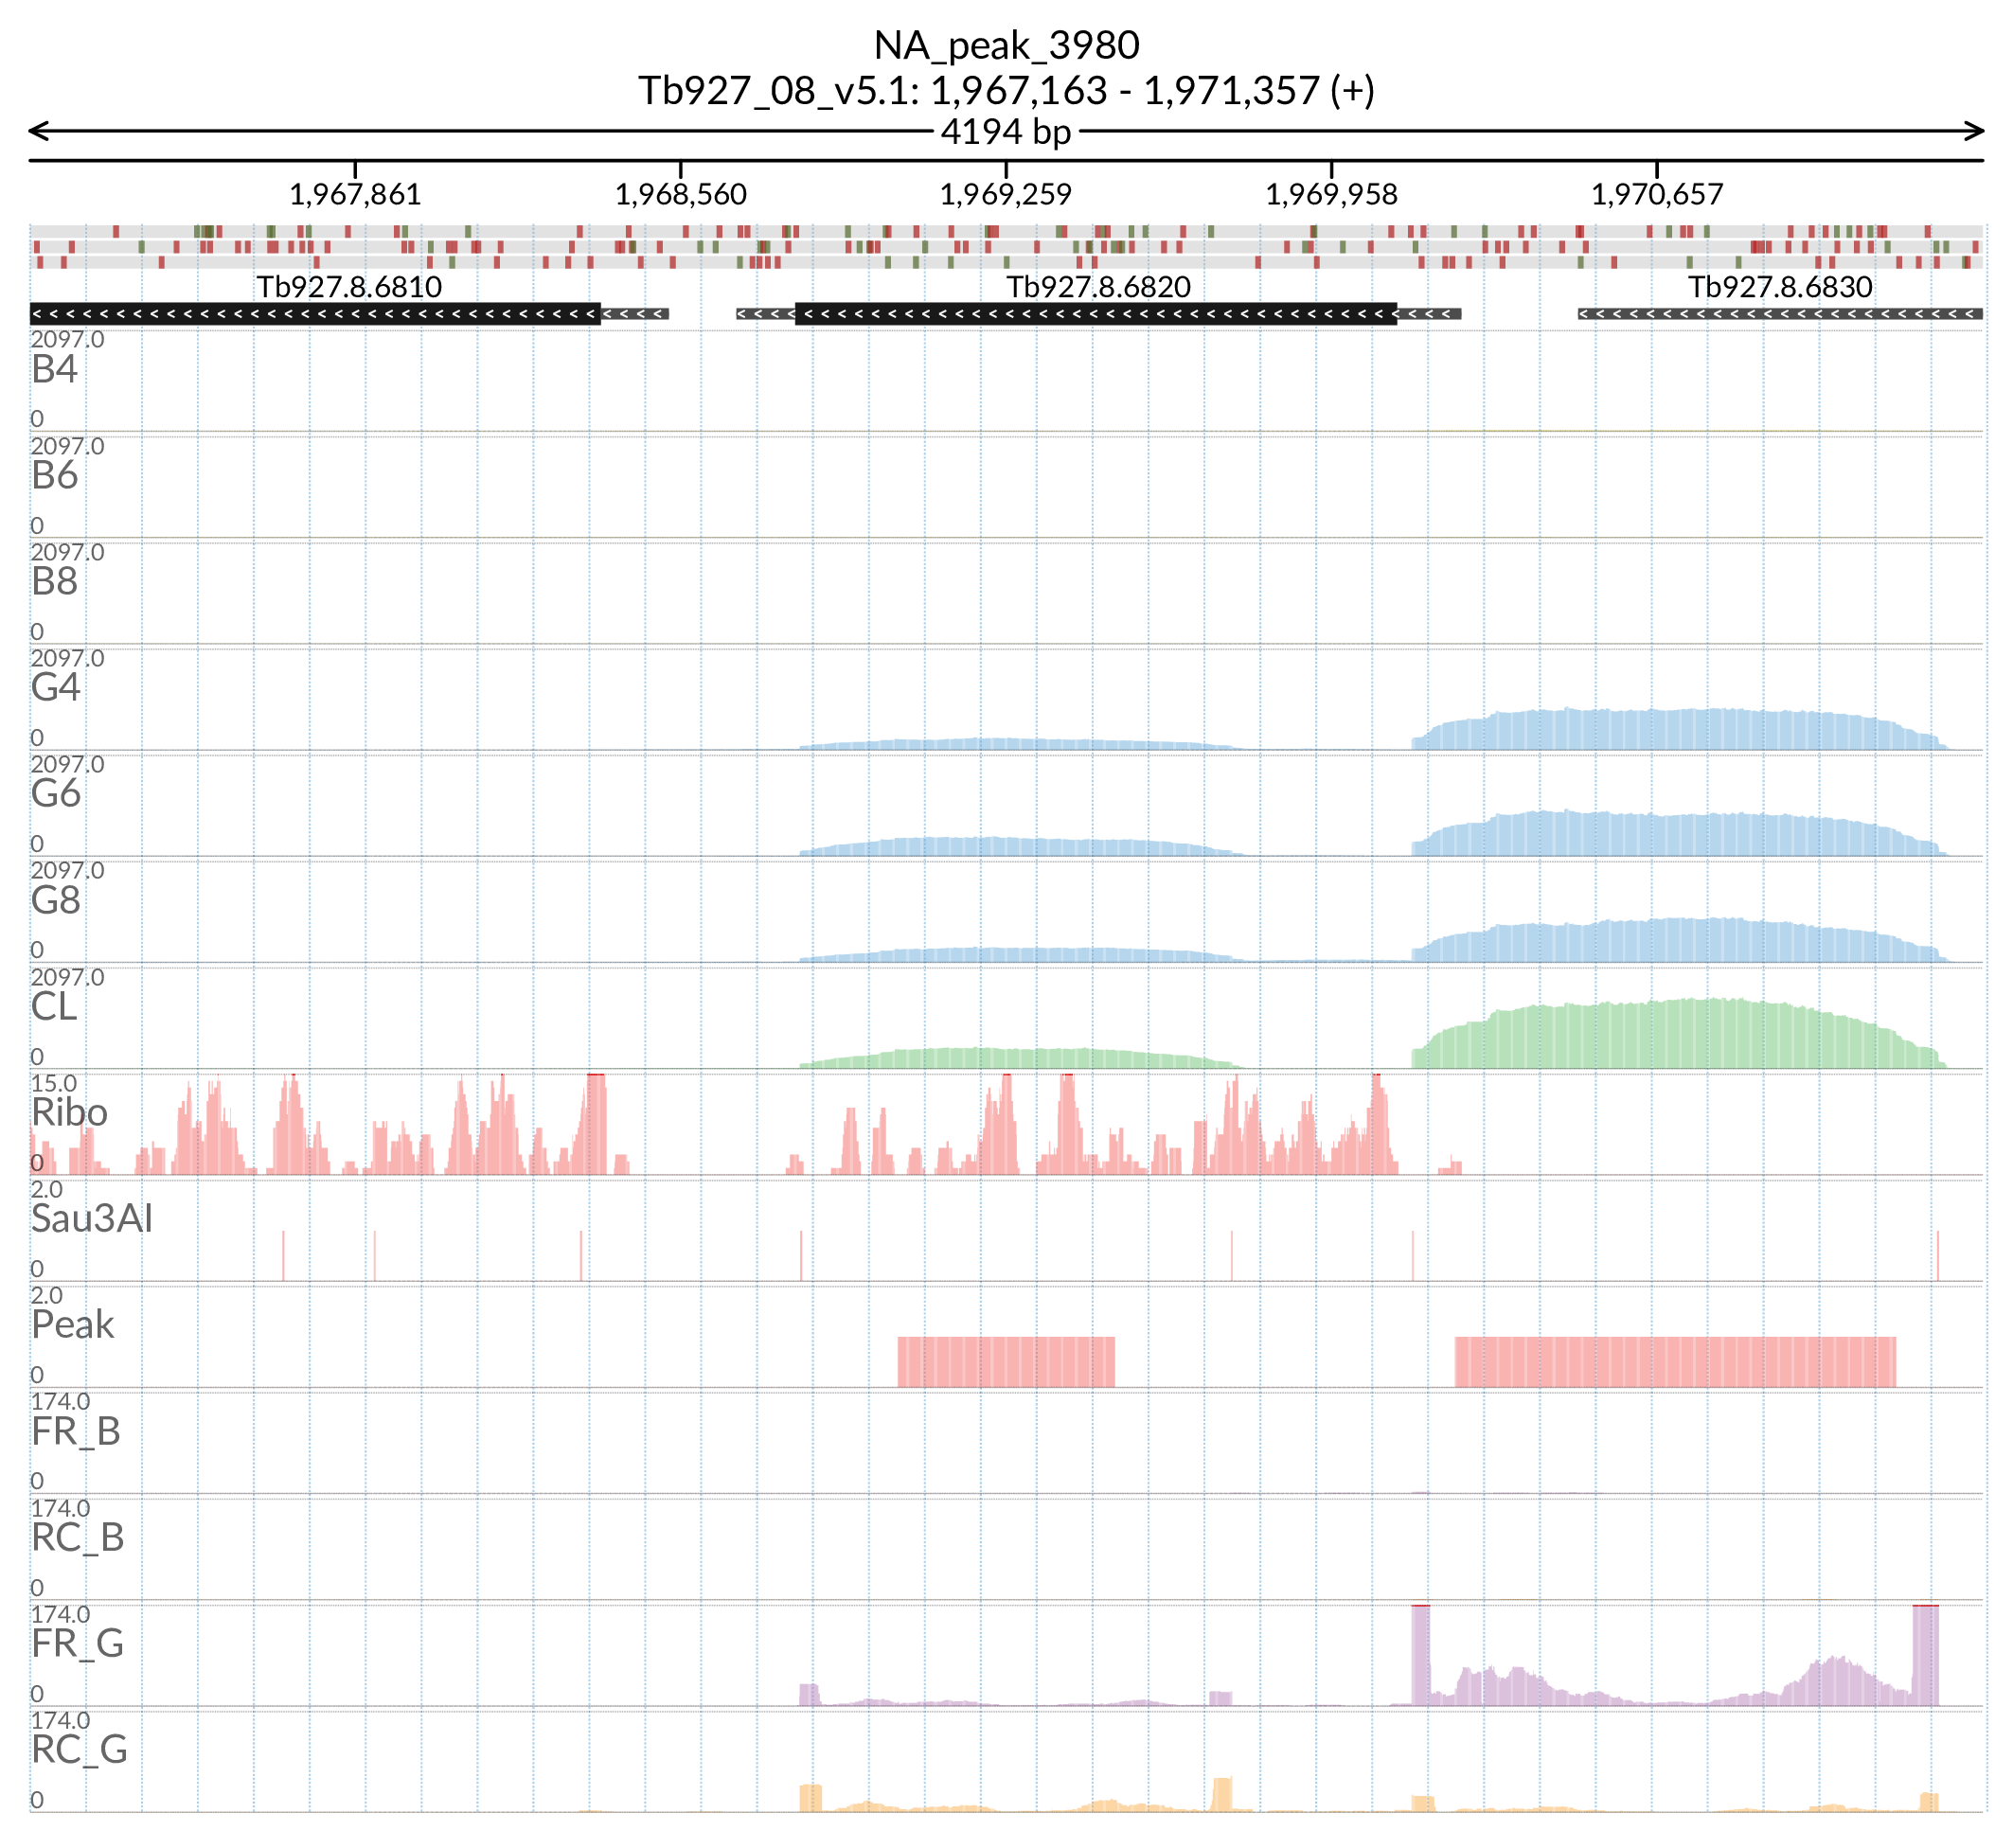 NA_peak_3980
Tb927_08_v5.1: 1,967,163 - 1,971,357 (+)
4194 bp
1,967,861 1,968,560 1,969,259 1,969,958 1,970,657
Tb927.8.6810 Tb927.8.6820 Tb927.8.6830
2097.0
B4
0
2097.0
B6
0
2097.0
B8
0
2097.0
G4
0
2097.0
G6
0
2097.0
G8
0
2097.0
CL
0
15.0
Ribo
0
2.0
Sau3AI
0
2.0
Peak
0
174.0
FR_B
0
174.0
RC_B
0
174.0
FR_G
0
174.0
RC_G
0